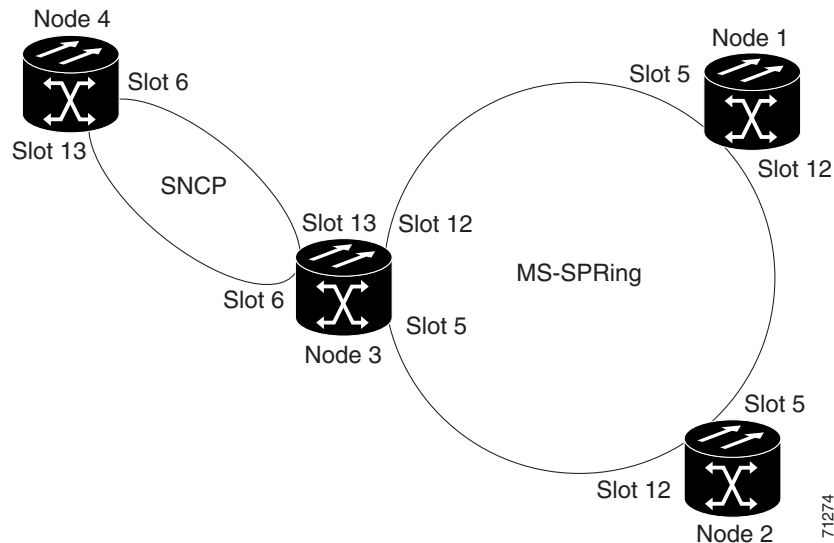 Node 4
Node 1
Slot 6
Slot 5
Slot 13
Slot 12
SNCP
Slot 13
Slot 12
MS-SPRing
Slot 6
Slot 5
Node 3
Slot 5
Slot 12
Node 2
71274